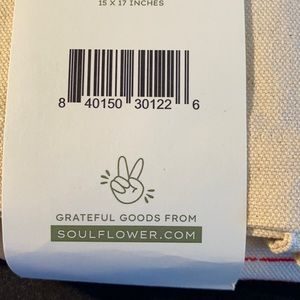 15 X 17 INCHES
8 40150 30122 6
GRATEFUL GOODS FROM
SOULFLOWER.COM